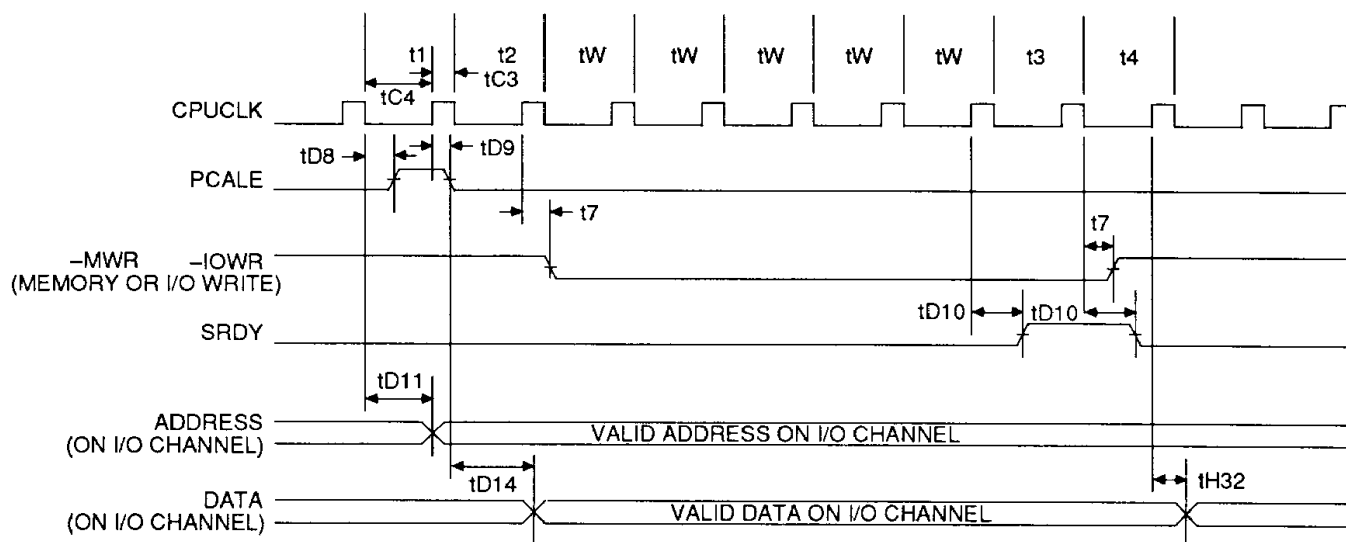 t1 t2 tW tW tW tW tW t3 t4
tC3
tC4
CPUCLK
tD8 tD9
PCALE
t7 t7
–MWR –IOWR
(MEMORY OR I/O WRITE)
tD10 tD10
SRDY
tD11
ADDRESS
(ON I/O CHANNEL)
VALID ADDRESS ON I/O CHANNEL
tD14 tH32
DATA
(ON I/O CHANNEL)
VALID DATA ON I/O CHANNEL